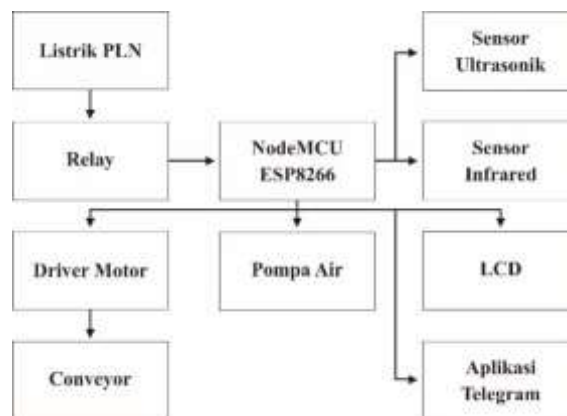 Listrik PLN
Sensor
Ultrasonik
Relay
NodeMCU
ESP8266
Sensor
Infrared
Driver Motor
Pompa Air
LCD
Conveyor
Aplikasi
Telegram